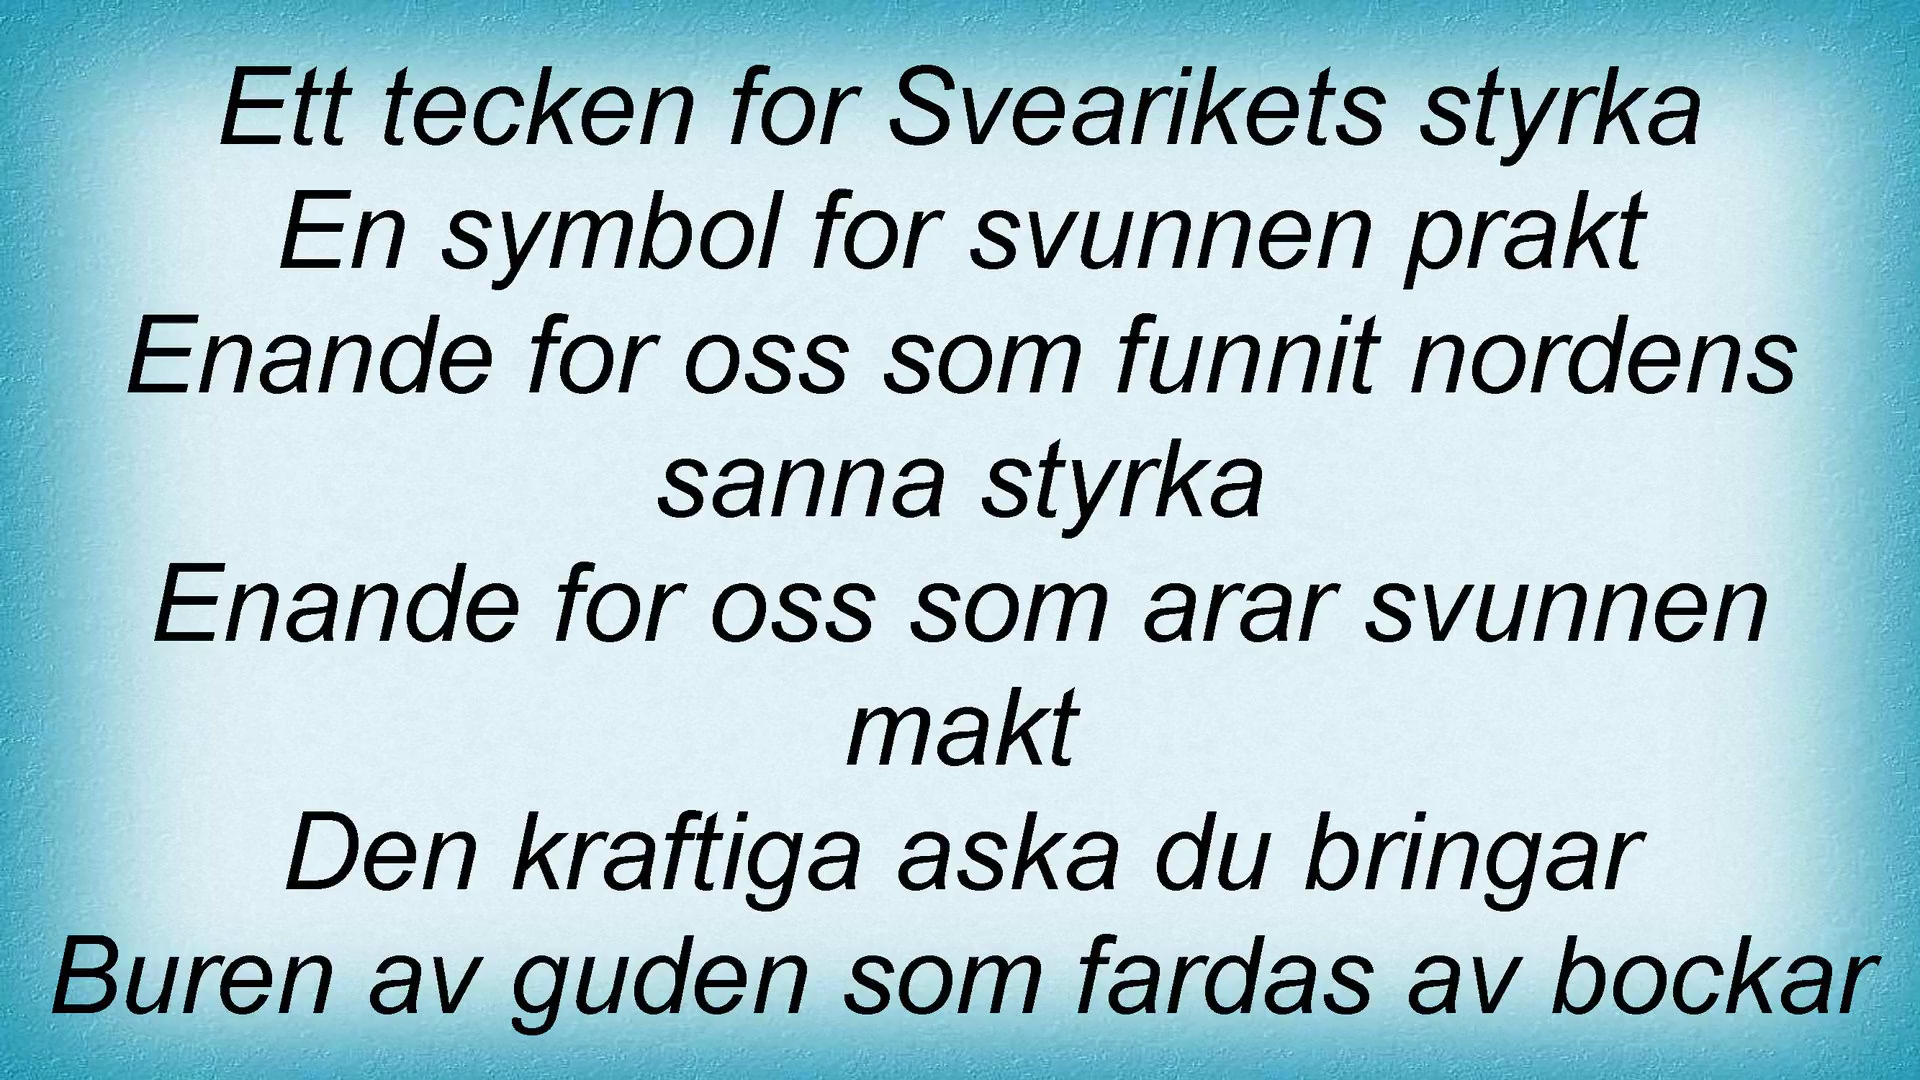 Ett tecken for Svearikets styrka
En symbol for svunnen prakt
Enande for oss som funnit nordens
sanna styrka
Enande for oss som arar svunnen
makt
Den kraftiga aska du bringar
Buren av guden som fardas av bockar